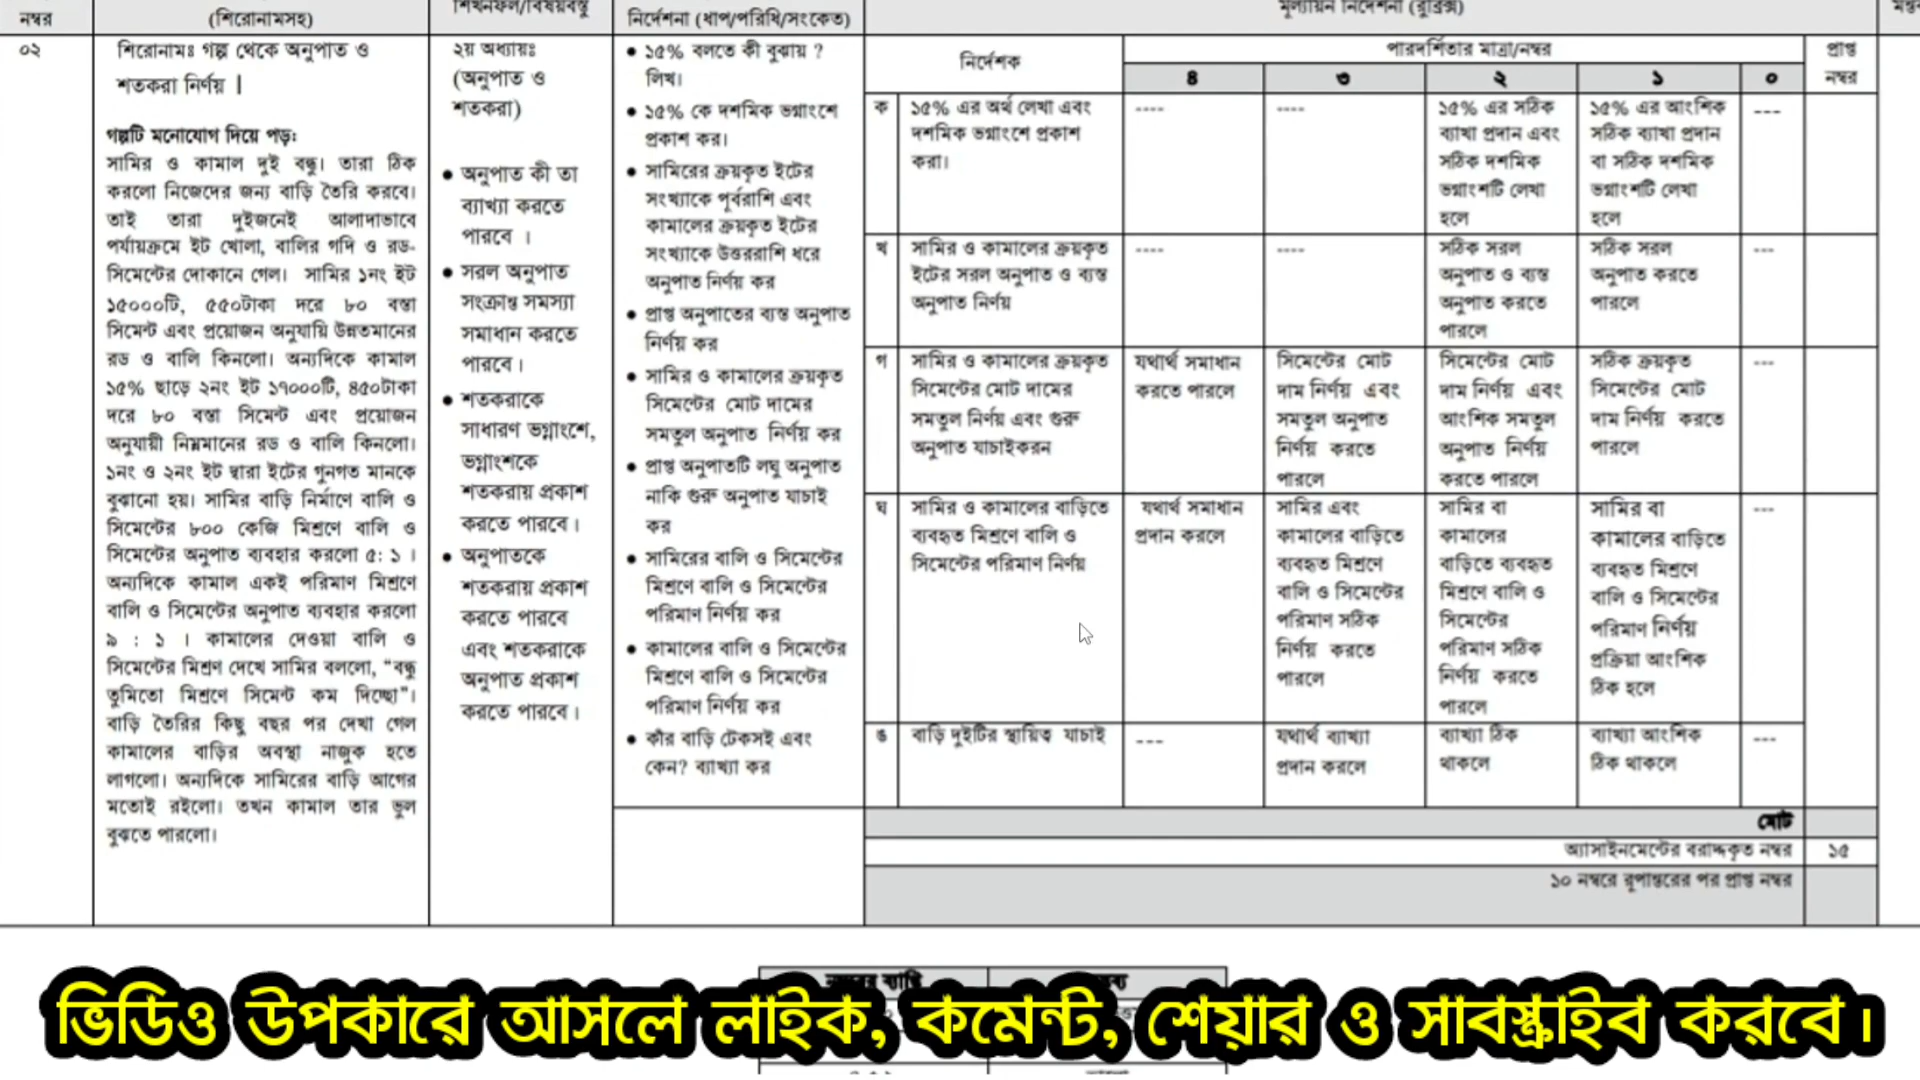 নম্বর
(শিরোনামসহ)
শিখনফল/বিষয়বস্তু
নির্দেশনা (ধাপ/পরিধি/সংকেত)
মূল্যায়ন নির্দেশনা (রুব্রিক্স)
০২
শিরোনামঃ গল্প থেকে অনুপাত ও
শতকরা নির্ণয় |
গল্পটি মনোযোগ দিয়ে পড়ঃ
সামির ও কামাল দুই বন্ধু। তারা ঠিক
করলো নিজেদের জন্য বাড়ি তৈরি করবে।
তাই তারা দুইজনেই আলাদাভাবে
পর্যায়ক্রমে ইট খোলা, বালির গদি ও রড-
সিমেন্টের দোকানে গেল। সামির ১নং ইট
১৫০০০টি, ৫৫০টাকা দরে ৮০ বস্তা
সিমেন্ট এবং প্রয়োজন অনুযায়ি উন্নতমানের
রড ও বালি কিনলো। অন্যদিকে কামাল
১৫% ছাড়ে ২নং ইট ১৭০০০টি, ৪৫০টাকা
দরে ৮০ বস্তা সিমেন্ট এবং প্রয়োজন
অনুযায়ী নিম্নমানের রড ও বালি কিনলো।
১নং ও ২নং ইট দ্বারা ইটের গুনগত মানকে
বুঝানো হয়। সামির বাড়ি নির্মাণে বালি ও
সিমেন্টের ৮০০ কেজি মিশ্রণে বালি ও
সিমেন্টের অনুপাত ব্যবহার করলো ৫: ১ ।
অন্যদিকে কামাল একই পরিমাণ মিশ্রণে
বালি ও সিমেন্টের অনুপাত ব্যবহার করলো
৯ : ১ । কামালের দেওয়া বালি ও
সিমেন্টের মিশ্রণ দেখে সামির বললো, “বন্ধু
তুমিতো মিশ্রণে সিমেন্ট কম দিচ্ছো”।
বাড়ি তৈরির কিছু বছর পর দেখা গেল
কামালের বাড়ির অবস্থা নাজুক হতে
লাগলো। অন্যদিকে সামিরের বাড়ি আগের
মতোই রইলো। তখন কামাল তার ভুল
বুঝতে পারলো।
২য় অধ্যায়ঃ
(অনুপাত ও
শতকরা)
• অনুপাত কী তা
ব্যাখ্যা করতে
পারবে ।
• সরল অনুপাত
সংক্রান্ত সমস্যা
সমাধান করতে
পারবে।
• শতকরাকে
সাধারণ ভগ্নাংশে,
ভগ্নাংশকে
শতকরায় প্রকাশ
করতে পারবে।
• অনুপাতকে
শতকরায় প্রকাশ
করতে পারবে
এবং শতকরাকে
অনুপাত প্রকাশ
করতে পারবে।
• ১৫% বলতে কী বুঝায় ?
লিখ।
• ১৫% কে দশমিক ভগ্নাংশে
প্রকাশ কর।
• সামিরের ক্রয়কৃত ইটের
সংখ্যাকে পূর্বরাশি এবং
কামালের ক্রয়কৃত ইটের
সংখ্যাকে উত্তররাশি ধরে
অনুপাত নির্ণয় কর
• প্রাপ্ত অনুপাতের ব্যস্ত অনুপাত
নির্ণয় কর
• সামির ও কামালের ক্রয়কৃত
সিমেন্টের মোট দামের
সমতুল অনুপাত নির্ণয় কর
• প্রাপ্ত অনুপাতটি লঘু অনুপাত
নাকি গুরু অনুপাত যাচাই
কর
• সামিরের বালি ও সিমেন্টের
মিশ্রণে বালি ও সিমেন্টের
পরিমাণ নির্ণয় কর
• কামালের বালি ও সিমেন্টের
মিশ্রণে বালি ও সিমেন্টের
পরিমাণ নির্ণয় কর
• কাঁর বাড়ি টেকসই এবং
কেন? ব্যাখ্যা কর
নির্দেশক
পারদর্শিতার মাত্রা/নম্বর
প্রাপ্ত
নম্বর
৪ ৩ ২ ১ ০
ক
১৫% এর অর্থ লেখা এবং
দশমিক ভগ্নাংশে প্রকাশ
করা।
----
----
১৫% এর সঠিক
ব্যাখা প্রদান এবং
সঠিক দশমিক
ভগ্নাংশটি লেখা
হলে
১৫% এর আংশিক
সঠিক ব্যাখা প্রদান
বা সঠিক দশমিক
ভগ্নাংশটি লেখা
হলে
---
খ
সামির ও কামালের ক্রয়কৃত
ইটের সরল অনুপাত ও ব্যস্ত
অনুপাত নির্ণয়
----
----
সঠিক সরল
অনুপাত ও ব্যস্ত
অনুপাত করতে
পারলে
সঠিক সরল
অনুপাত করতে
পারলে
---
গ
সামির ও কামালের ক্রয়কৃত
সিমেন্টের মোট দামের
সমতুল নির্ণয় এবং গুরু
অনুপাত যাচাইকরন
যথার্থ সমাধান
করতে পারলে
সিমেন্টের মোট
দাম নির্ণয় এবং
সমতুল অনুপাত
নির্ণয় করতে
পারলে
সিমেন্টের মোট
দাম নির্ণয় এবং
আংশিক সমতুল
অনুপাত নির্ণয়
করতে পারলে
সঠিক ক্রয়কৃত
সিমেন্টের মোট
দাম নির্ণয় করতে
পারলে
---
ঘ
সামির ও কামালের বাড়িতে
ব্যবহৃত মিশ্রণে বালি ও
সিমেন্টের পরিমাণ নির্ণয়
যথার্থ সমাধান
প্রদান করলে
সামির এবং
কামালের বাড়িতে
ব্যবহৃত মিশ্রণে
বালি ও সিমেন্টের
পরিমাণ সঠিক
নির্ণয় করতে
পারলে
সামির বা
কামালের
বাড়িতে ব্যবহৃত
মিশ্রণে বালি ও
সিমেন্টের
পরিমাণ সঠিক
নির্ণয় করতে
পারলে
সামির বা
কামালের বাড়িতে
ব্যবহৃত মিশ্রণে
বালি ও সিমেন্টের
পরিমাণ নির্ণয়
প্রক্রিয়া আংশিক
ঠিক হলে
---
ঙ
বাড়ি দুইটির স্থায়িত্ব যাচাই
---
যথার্থ ব্যাখ্যা
প্রদান করলে
ব্যাখ্যা ঠিক
থাকলে
ব্যাখ্যা আংশিক
ঠিক থাকলে
---
মোট
অ্যাসাইনমেন্টের বরাদ্দকৃত নম্বর ১৫
১০ নম্বরে রূপান্তরের পর প্রাপ্ত নম্বর
ভিডিও উপকারে আসলে লাইক, কমেন্ট, শেয়ার ও সাবস্ক্রাইব করবে।